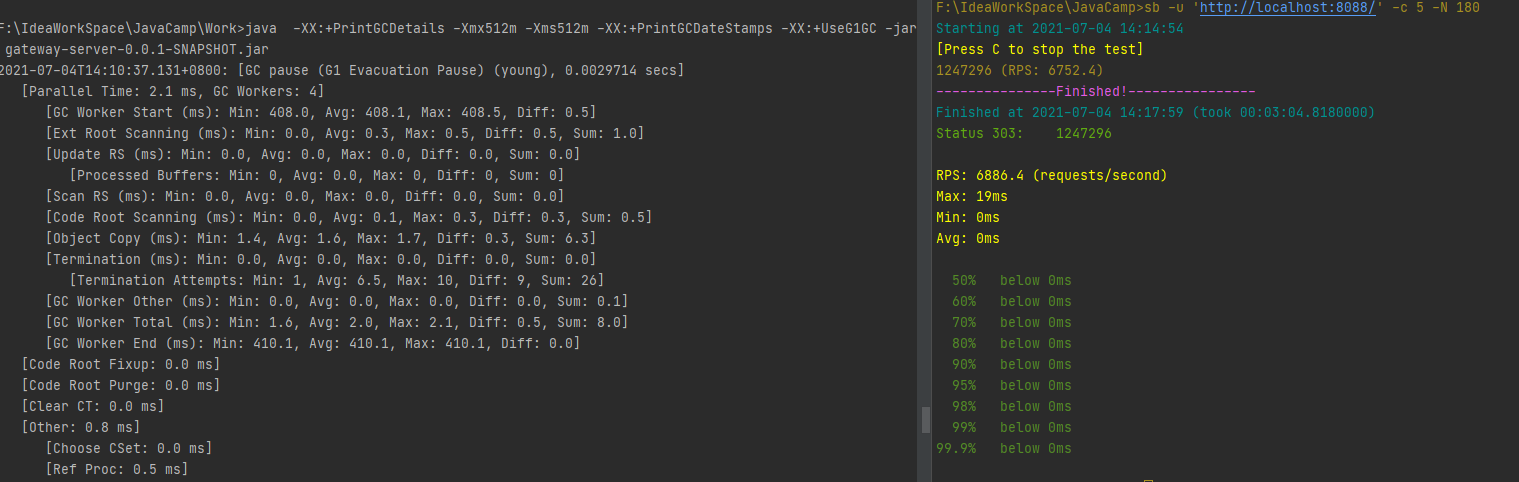 F:\IdeaWorkSpace\JavaCamp\Work>java  -XX:+PrintGCDetails -Xmx512m -Xms512m -XX:+PrintGCDateStamps -XX:+UseG1GC -jar
gateway-server-0.0.1-SNAPSHOT.jar
2021-07-04T14:10:37.131+0800: [GC pause (G1 Evacuation Pause) (young), 0.0029714 secs]
[Parallel Time: 2.1 ms, GC Workers: 4]
[GC Worker Start (ms): Min: 408.0, Avg: 408.1, Max: 408.5, Diff: 0.5]
[Ext Root Scanning (ms): Min: 0.0, Avg: 0.3, Max: 0.5, Diff: 0.5, Sum: 1.0]
[Update RS (ms): Min: 0.0, Avg: 0.0, Max: 0.0, Diff: 0.0, Sum: 0.0]
[Processed Buffers: Min: 0, Avg: 0.0, Max: 0, Diff: 0, Sum: 0]
[Scan RS (ms): Min: 0.0, Avg: 0.0, Max: 0.0, Diff: 0.0, Sum: 0.0]
[Code Root Scanning (ms): Min: 0.0, Avg: 0.1, Max: 0.3, Diff: 0.3, Sum: 0.5]
[Object Copy (ms): Min: 1.4, Avg: 1.6, Max: 1.7, Diff: 0.3, Sum: 6.3]
[Termination (ms): Min: 0.0, Avg: 0.0, Max: 0.0, Diff: 0.0, Sum: 0.0]
[Termination Attempts: Min: 1, Avg: 6.5, Max: 10, Diff: 9, Sum: 26]
[GC Worker Other (ms): Min: 0.0, Avg: 0.0, Max: 0.0, Diff: 0.0, Sum: 0.1]
[GC Worker Total (ms): Min: 1.6, Avg: 2.0, Max: 2.1, Diff: 0.5, Sum: 8.0]
[GC Worker End (ms): Min: 410.1, Avg: 410.1, Max: 410.1, Diff: 0.0]
[Code Root Fixup: 0.0 ms]
[Code Root Purge: 0.0 ms]
[Clear CT: 0.0 ms]
[Other: 0.8 ms]
[Choose CSet: 0.0 ms]
[Ref Proc: 0.5 ms]
F:\IdeaWorkSpace\JavaCamp>sb -u 'http://localhost:8088/' -c 5 -N 180
Starting at 2021-07-04 14:14:54
[Press C to stop the test]
1247296 (RPS: 6752.4)
---------------Finished!----------------
Finished at 2021-07-04 14:17:59 (took 00:03:04.8180000)
Status 303:    1247296
RPS: 6886.4 (requests/second)
Max: 19ms
Min: 0ms
Avg: 0ms
50%   below 0ms
60%   below 0ms
70%   below 0ms
80%   below 0ms
90%   below 0ms
95%   below 0ms
98%   below 0ms
99%   below 0ms
99.9%   below 0ms